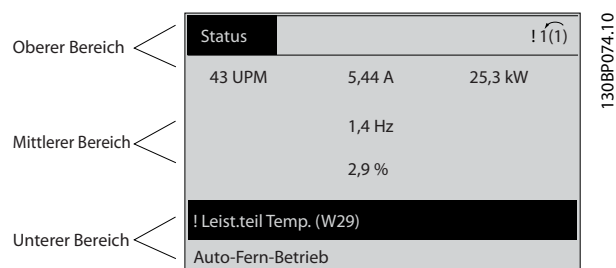 Oberer Bereich
Status
! 1(1)
43 UPM 5,44 A 25,3 kW
1,4 Hz
Mittlerer Bereich
2,9 %
! Leist.teil Temp. (W29)
Unterer Bereich
Auto-Fern-Betrieb
130BP074.10